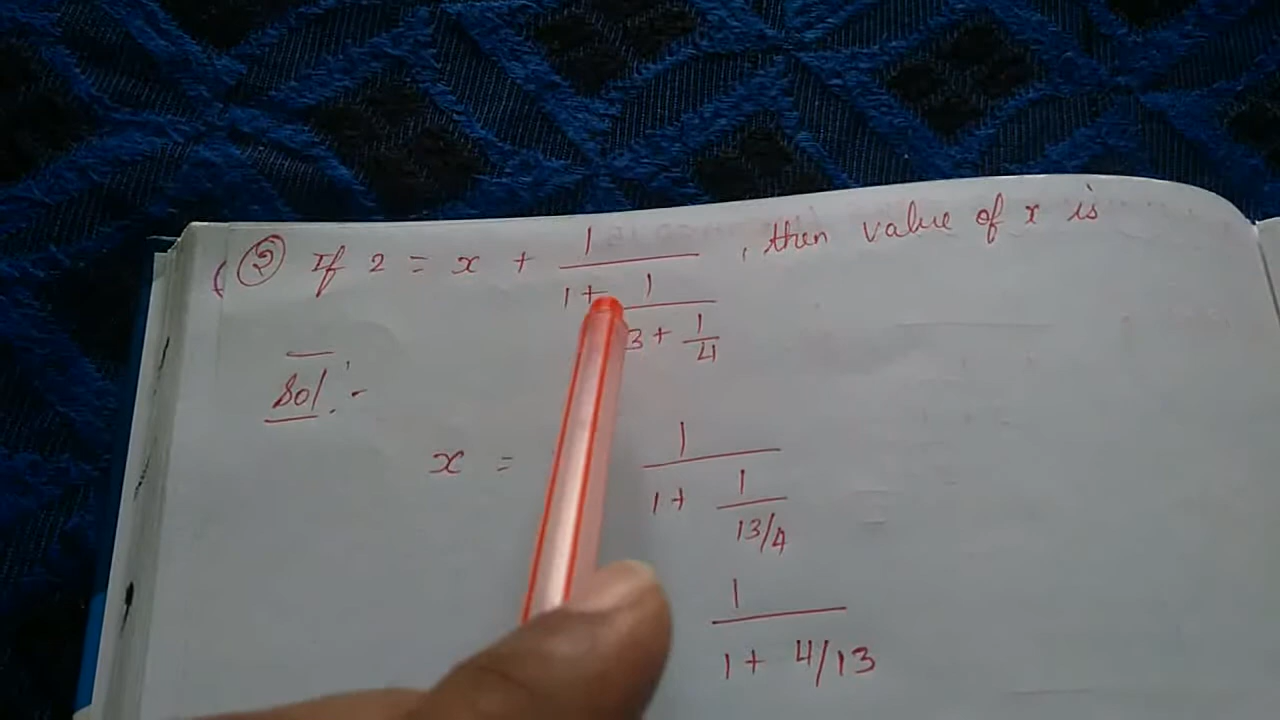 (2) If 2 = x + 1/(1 + 1/(3 + 1/4)), then value of x is
Sol :-
x = 1/(1 + 1/(13/4))
1/(1 + 4/13)